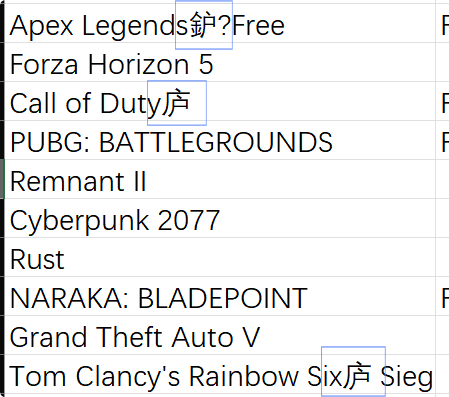 Apex Legends鈩?Free
Forza Horizon 5
Call of Duty庐
PUBG: BATTLEGROUNDS
Remnant II
Cyberpunk 2077
Rust
NARAKA: BLADEPOINT
Grand Theft Auto V
Tom Clancy's Rainbow Six庐 Sieg